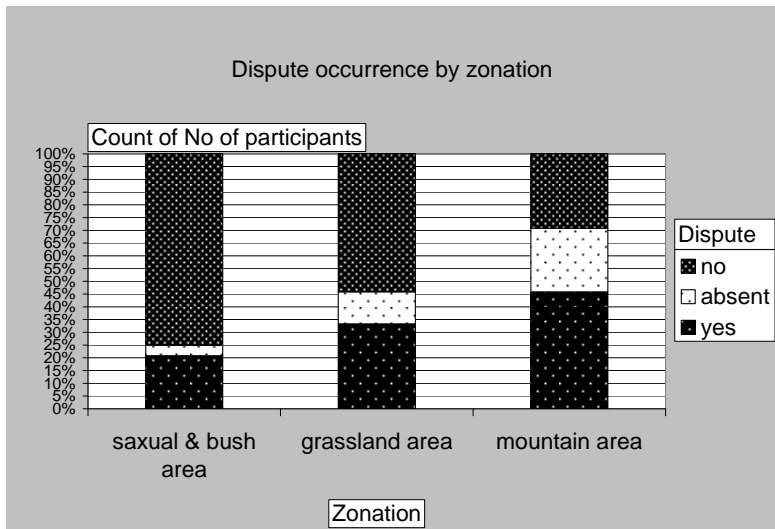 Dispute occurrence by zonation
Count of No of participants
100%
95%
90%
85%
80%
75%
70%
65%
60%
55%
50%
45%
40%
35%
30%
25%
20%
15%
10%
5%
0%
saxual & bush
area
grassland area
mountain area
Zonation
Dispute
no
absent
yes